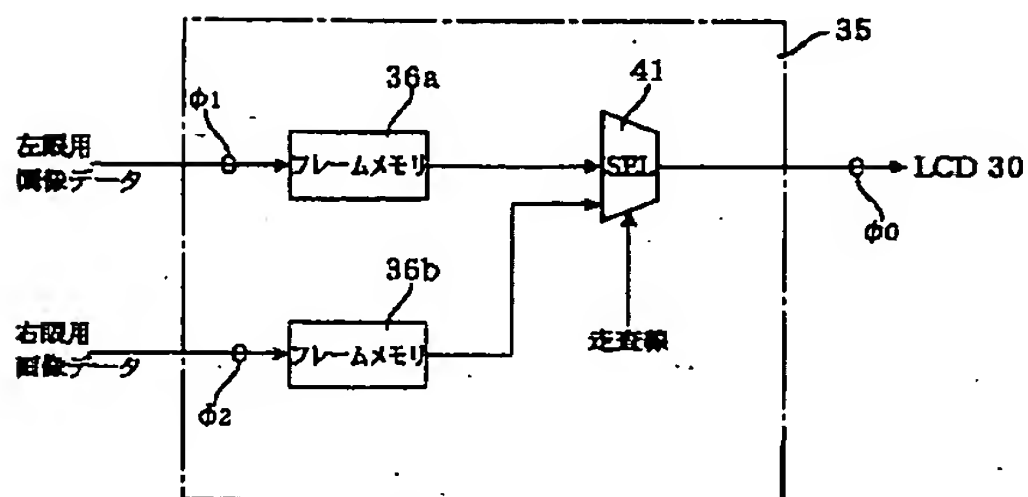 35
36a
41
φ1
左眼用
画像データ
フレームメモリ
SEL
LCD 30
φ0
36b
右眼用
画像データ
フレームメモリ
走査線
φ2